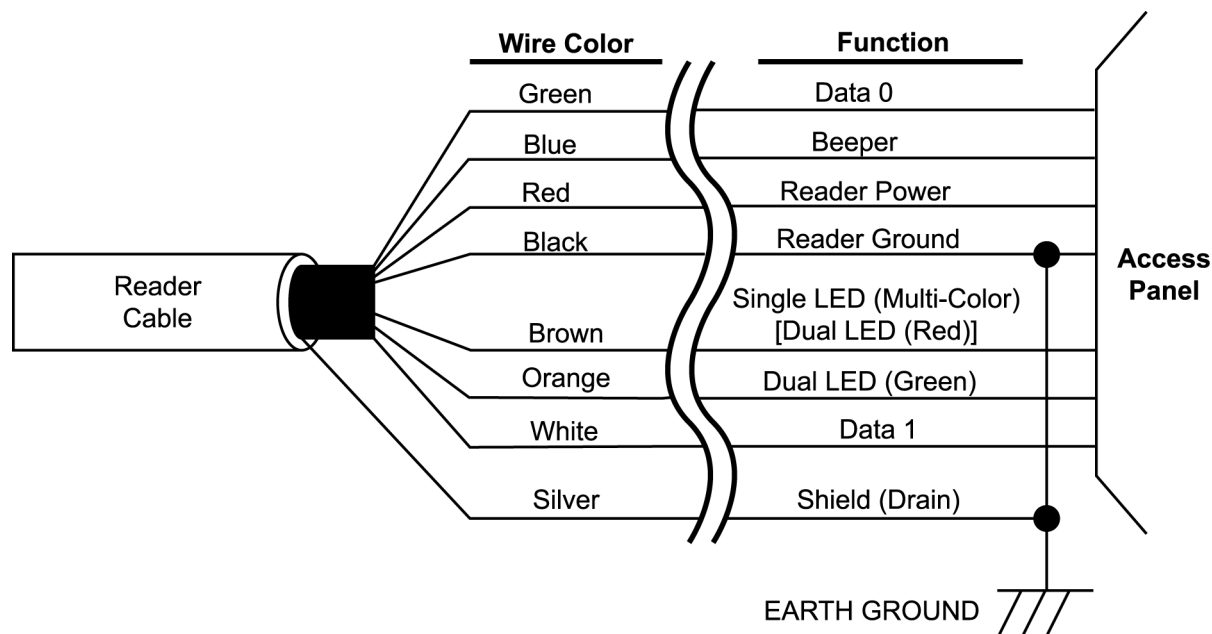 Wire Color
Function
Green
Data 0
Blue
Beeper
Red
Reader Power
Black
Reader Ground
Reader
Cable
Access
Panel
Single LED (Multi-Color)
[Dual LED (Red)]
Brown
Orange
Dual LED (Green)
White
Data 1
Silver
Shield (Drain)
EARTH GROUND